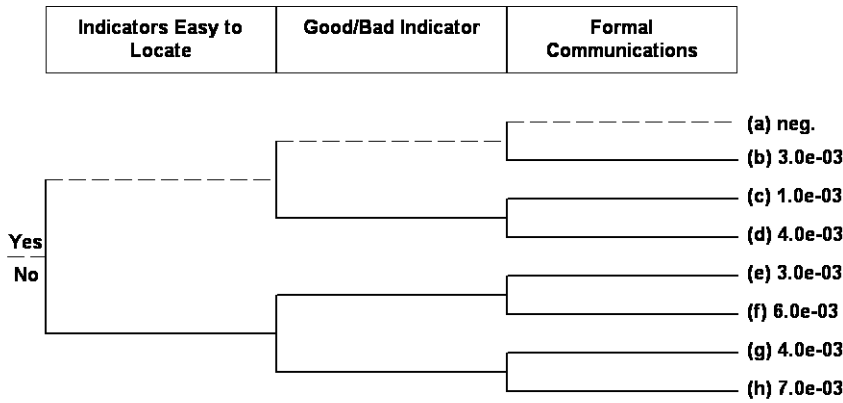 Indicators Easy to
Locate
Good/Bad Indicator
Formal
Communications
(a) neg.
(b) 3.0e-03
(c) 1.0e-03
(d) 4.0e-03
Yes
No
(e) 3.0e-03
(f) 6.0e-03
(g) 4.0e-03
(h) 7.0e-03